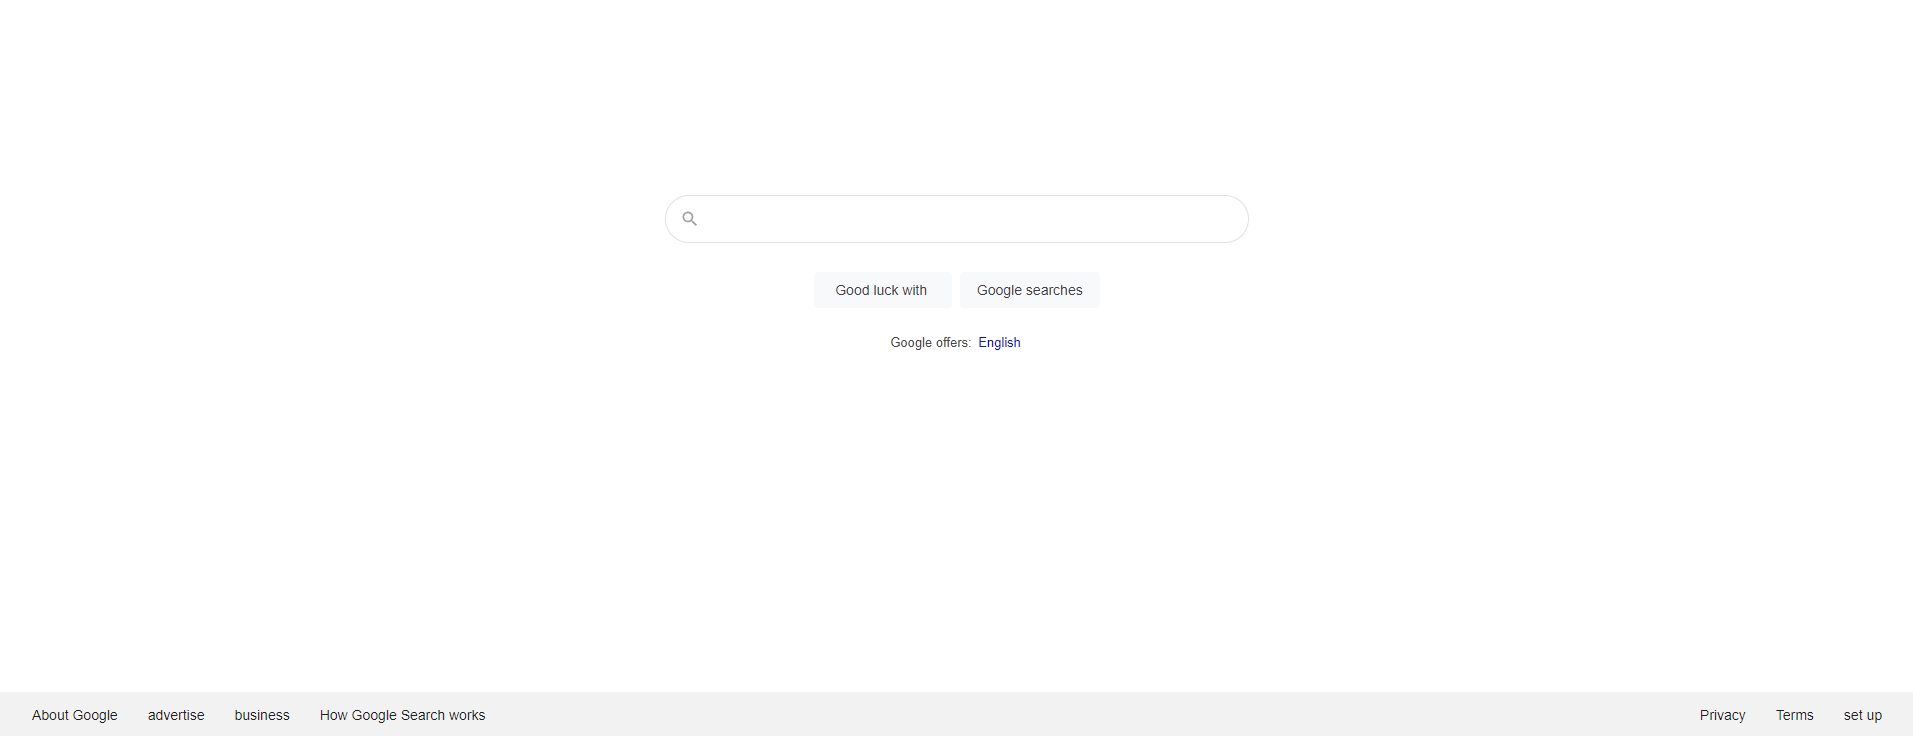 Good luck with
Google searches
Google offers: English
About Google advertise business How Google Search works Privacy Terms set up